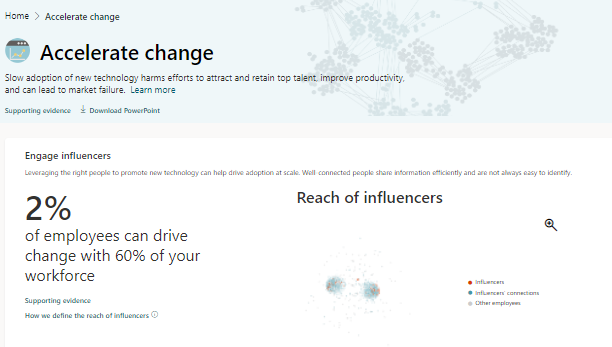 Home > Accelerate change
Accelerate change
Slow adoption of new technology harms efforts to attract and retain top talent, improve productivity,
and can lead to market failure. Learn more
Supporting evidence Download PowerPoint
Engage influencers
Leveraging the right people to promote new technology can help drive adoption at scale. Well-connected people share information efficiently and are not always easy to identify.
2%
of employees can drive
change with 60% of your
workforce
Supporting evidence
How we define the reach of influencers
Reach of influencers
Influencers
Influencers' connections
Other employees